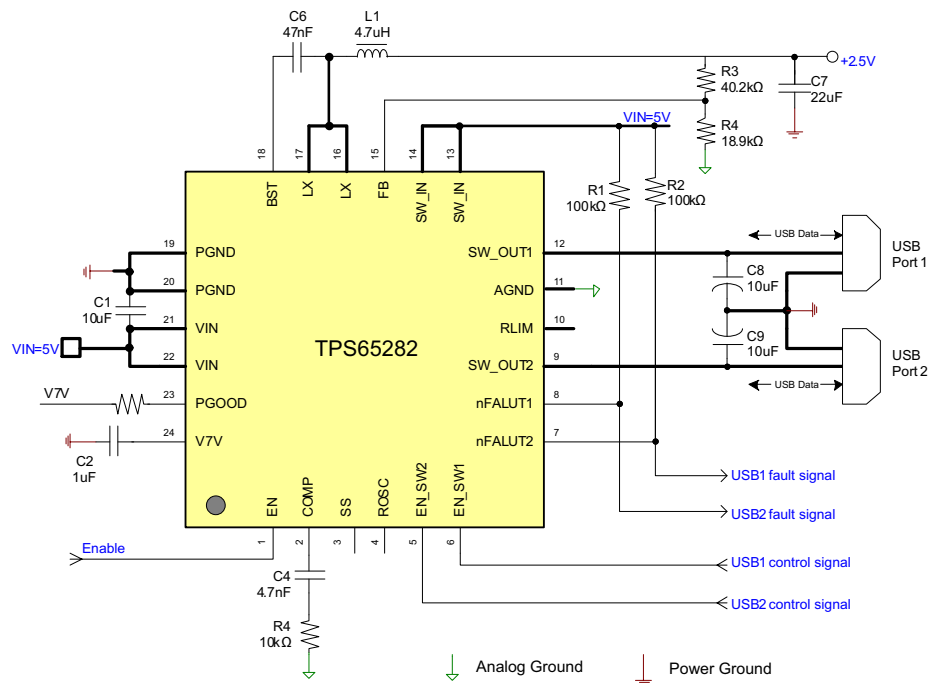 C6
47nF
L1
4.7uH
+2.5V
R3
40.2kΩ
C7
22uF
VIN=5V
R4
18.9kΩ
18
17
16
15
14
13
BST
LX
LX
FB
SW_IN
SW_IN
R1
100kΩ
R2
100kΩ
19
PGND
SW_OUT1
12
USB Data
USB
Port 1
20
PGND
AGND
11
C8
10uF
C1
10uF
21
VIN
RLIM
10
VIN=5V
TPS65282
C9
10uF
22
VIN
SW_OUT2
9
USB
Port 2
USB Data
V7V
23
PGOOD
nFALUT1
8
24
V7V
nFALUT2
7
C2
1uF
USB1 fault signal
EN
COMP
SS
ROSC
EN_SW2
EN_SW1
USB2 fault signal
1
2
3
4
5
6
Enable
USB1 control signal
C4
4.7nF
USB2 control signal
R4
10kΩ
Analog Ground
Power Ground